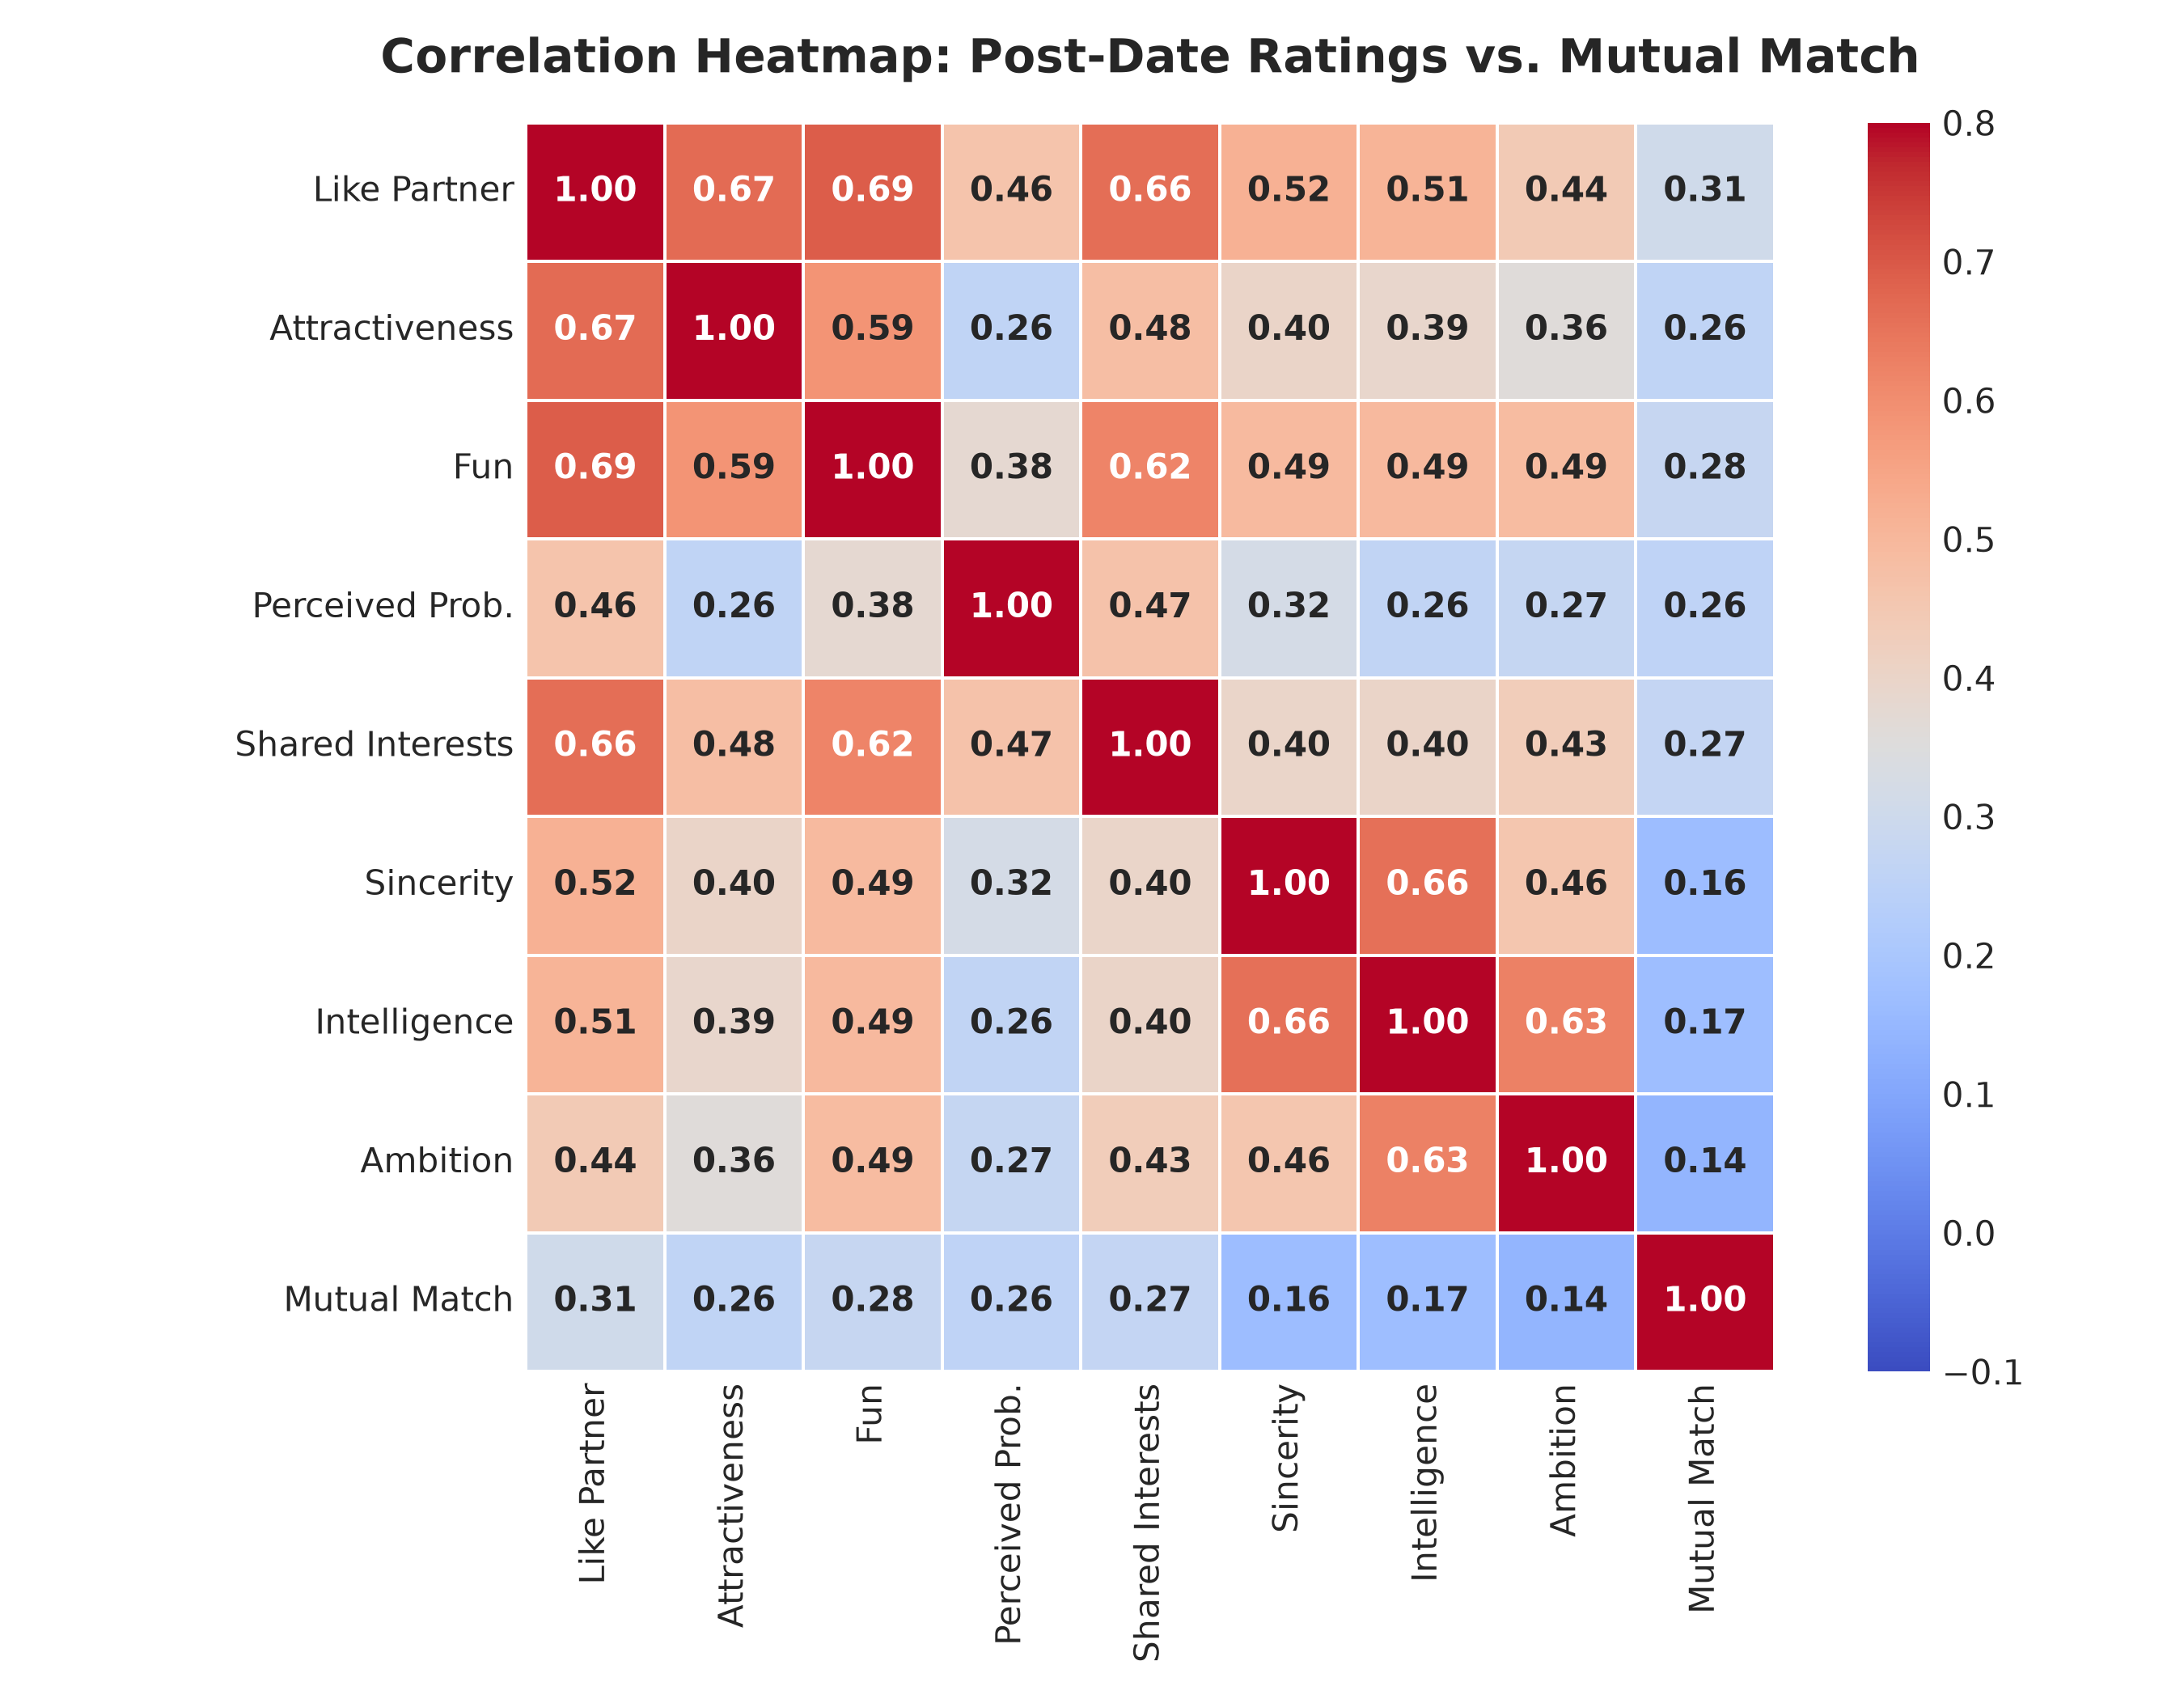 Correlation Heatmap: Post-Date Ratings vs. Mutual Match
Like Partner 1.00 0.67 0.69 0.46 0.66 0.52 0.51 0.44 0.31
Attractiveness 0.67 1.00 0.59 0.26 0.48 0.40 0.39 0.36 0.26
Fun 0.69 0.59 1.00 0.38 0.62 0.49 0.49 0.49 0.28
Perceived Prob. 0.46 0.26 0.38 1.00 0.47 0.32 0.26 0.27 0.26
Shared Interests 0.66 0.48 0.62 0.47 1.00 0.40 0.40 0.43 0.27
Sincerity 0.52 0.40 0.49 0.32 0.40 1.00 0.66 0.46 0.16
Intelligence 0.51 0.39 0.49 0.26 0.40 0.66 1.00 0.63 0.17
Ambition 0.44 0.36 0.49 0.27 0.43 0.46 0.63 1.00 0.14
Mutual Match 0.31 0.26 0.28 0.26 0.27 0.16 0.17 0.14 1.00
Like Partner
Attractiveness
Fun
Perceived Prob.
Shared Interests
Sincerity
Intelligence
Ambition
Mutual Match
0.8
0.7
0.6
0.5
0.4
0.3
0.2
0.1
0.0
−0.1